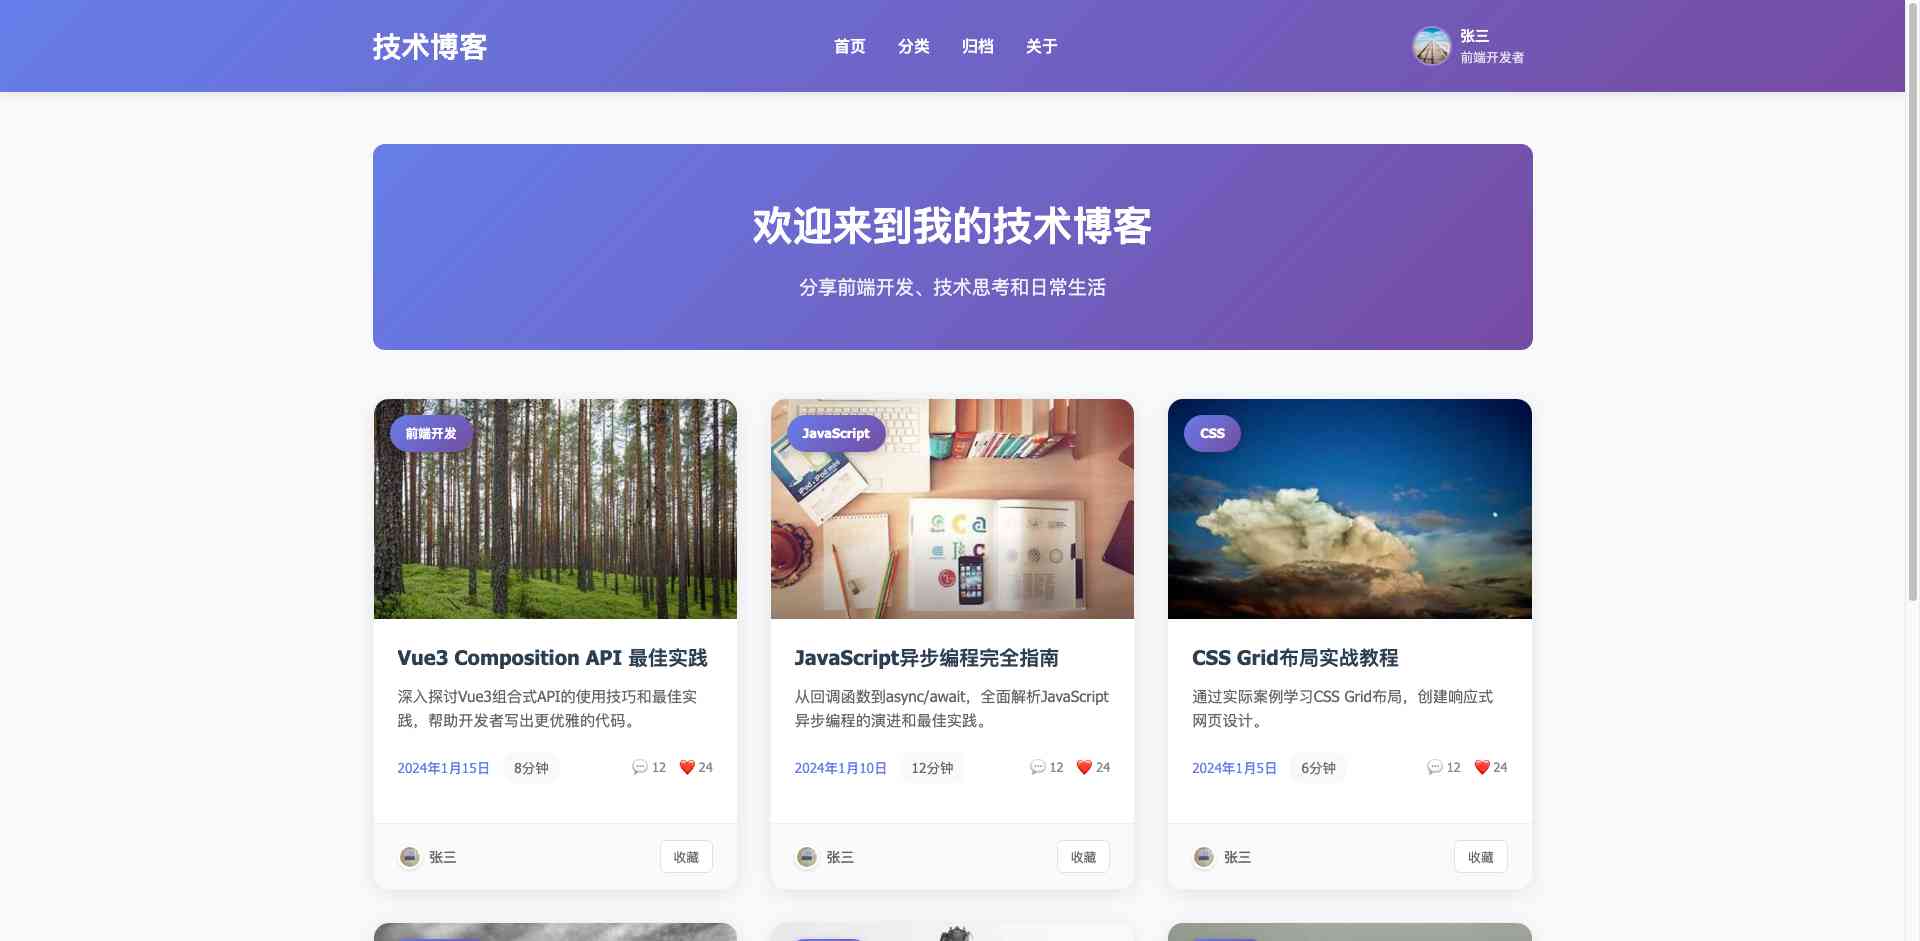 技术博客
首页 分类 归档 关于
张三
前端开发者
欢迎来到我的技术博客
分享前端开发、技术思考和日常生活
前端开发
Vue3 Composition API 最佳实践
深入探讨Vue3组合式API的使用技巧和最佳实
践，帮助开发者写出更优雅的代码。
2024年1月15日 8分钟 💬 12 ❤️ 24
张三 收藏
JavaScript
iPod, iPod mini
JavaScript异步编程完全指南
从回调函数到async/await，全面解析JavaScript
异步编程的演进和最佳实践。
2024年1月10日 12分钟 💬 12 ❤️ 24
张三 收藏
CSS
CSS Grid布局实战教程
通过实际案例学习CSS Grid布局，创建响应式
网页设计。
2024年1月5日 6分钟 💬 12 ❤️ 24
张三 收藏